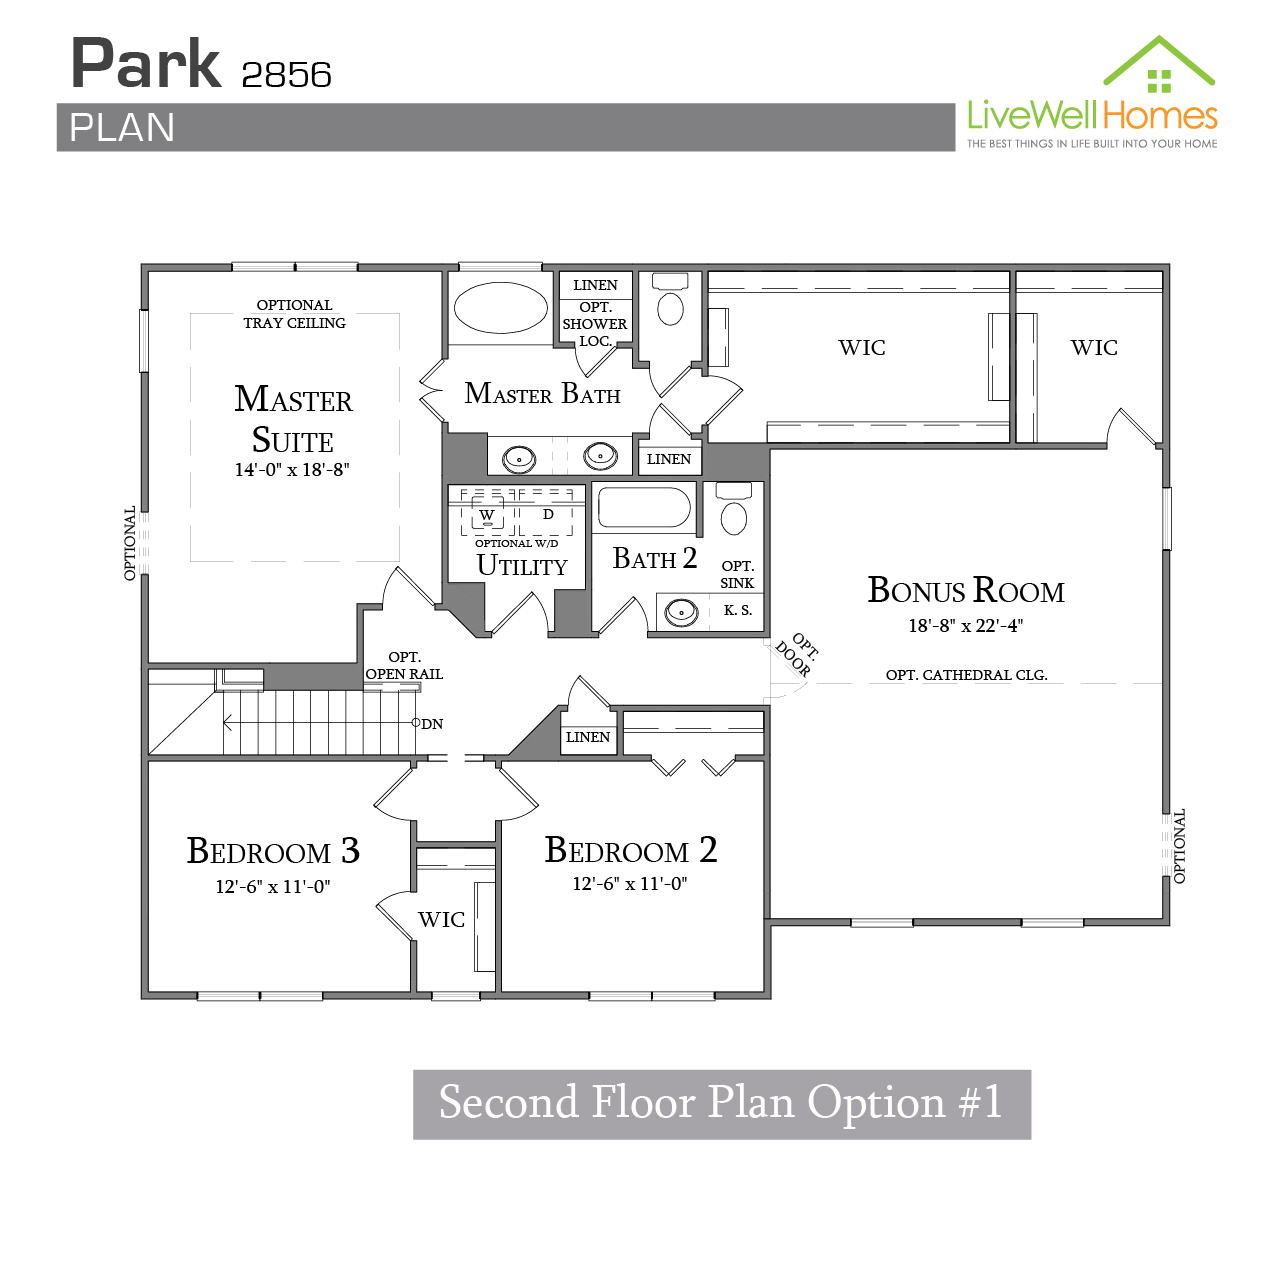 Park 2856
PLAN
LiveWellHomes
THE BEST THINGS IN LIFE BUILT INTO YOUR HOME
OPTIONAL
TRAY CEILING
MASTER
SUITE
14'-0" x 18'-8"
OPTIONAL
LINEN
OPT.
SHOWER
LOC.
MASTER BATH
LINEN
WIC
WIC
W
D
OPTIONAL W/D
UTILITY
BATH 2
OPT.
SINK
K. S.
BONUS ROOM
18'-8" x 22'-4"
OPT. CATHEDRAL CLG.
OPT.
DOOR
OPT.
OPEN RAIL
DN
LINEN
BEDROOM 3
12'-6" x 11'-0"
WIC
BEDROOM 2
12'-6" x 11'-0"
OPTIONAL
Second Floor Plan Option #1